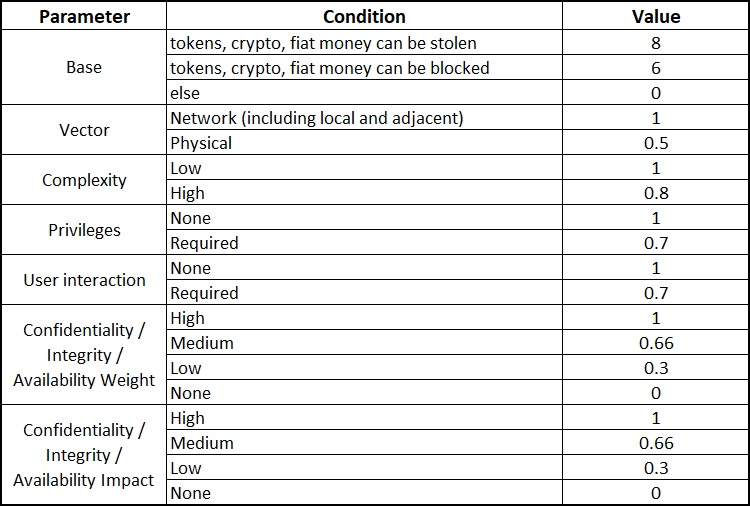 Parameter Condition Value
Base
tokens, crypto, fiat money can be stolen 8
tokens, crypto, fiat money can be blocked 6
else 0
Vector
Network (including local and adjacent) 1
Physical 0.5
Complexity
Low 1
High 0.8
Privileges
None 1
Required 0.7
User interaction
None 1
Required 0.7
Confidentiality /
Integrity /
Availability Weight
High 1
Medium 0.66
Low 0.3
None 0
Confidentiality /
Integrity /
Availability Impact
High 1
Medium 0.66
Low 0.3
None 0